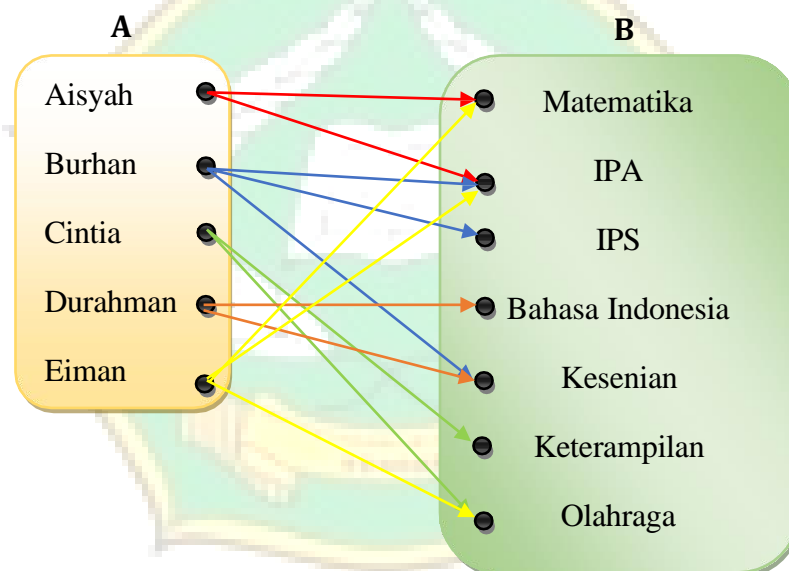 A
B
Aisyah
Burhan
Cintia
Durahman
Eiman
Matematika
IPA
IPS
Bahasa Indonesia
Kesenian
Keterampilan
Olahraga